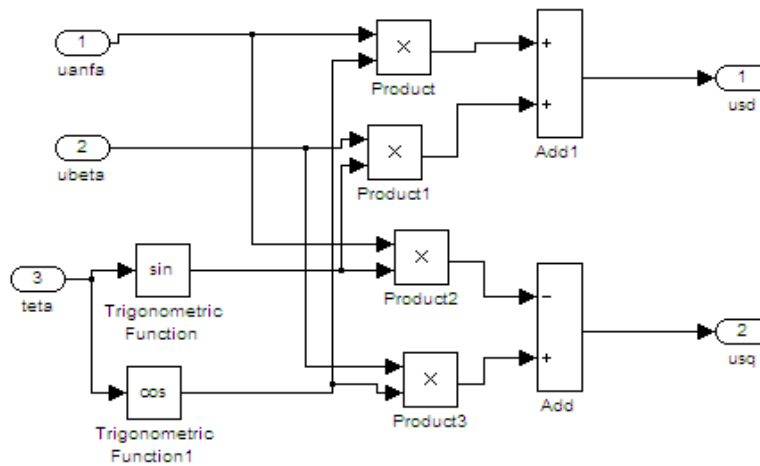 1
uanfa
×
Product
+
+
Add1
1
usd
2
ubeta
×
Product1
3
teta
sin
Trigonometric
Function
×
Product2
−
+
Add
2
usq
cos
Trigonometric
Function1
×
Product3